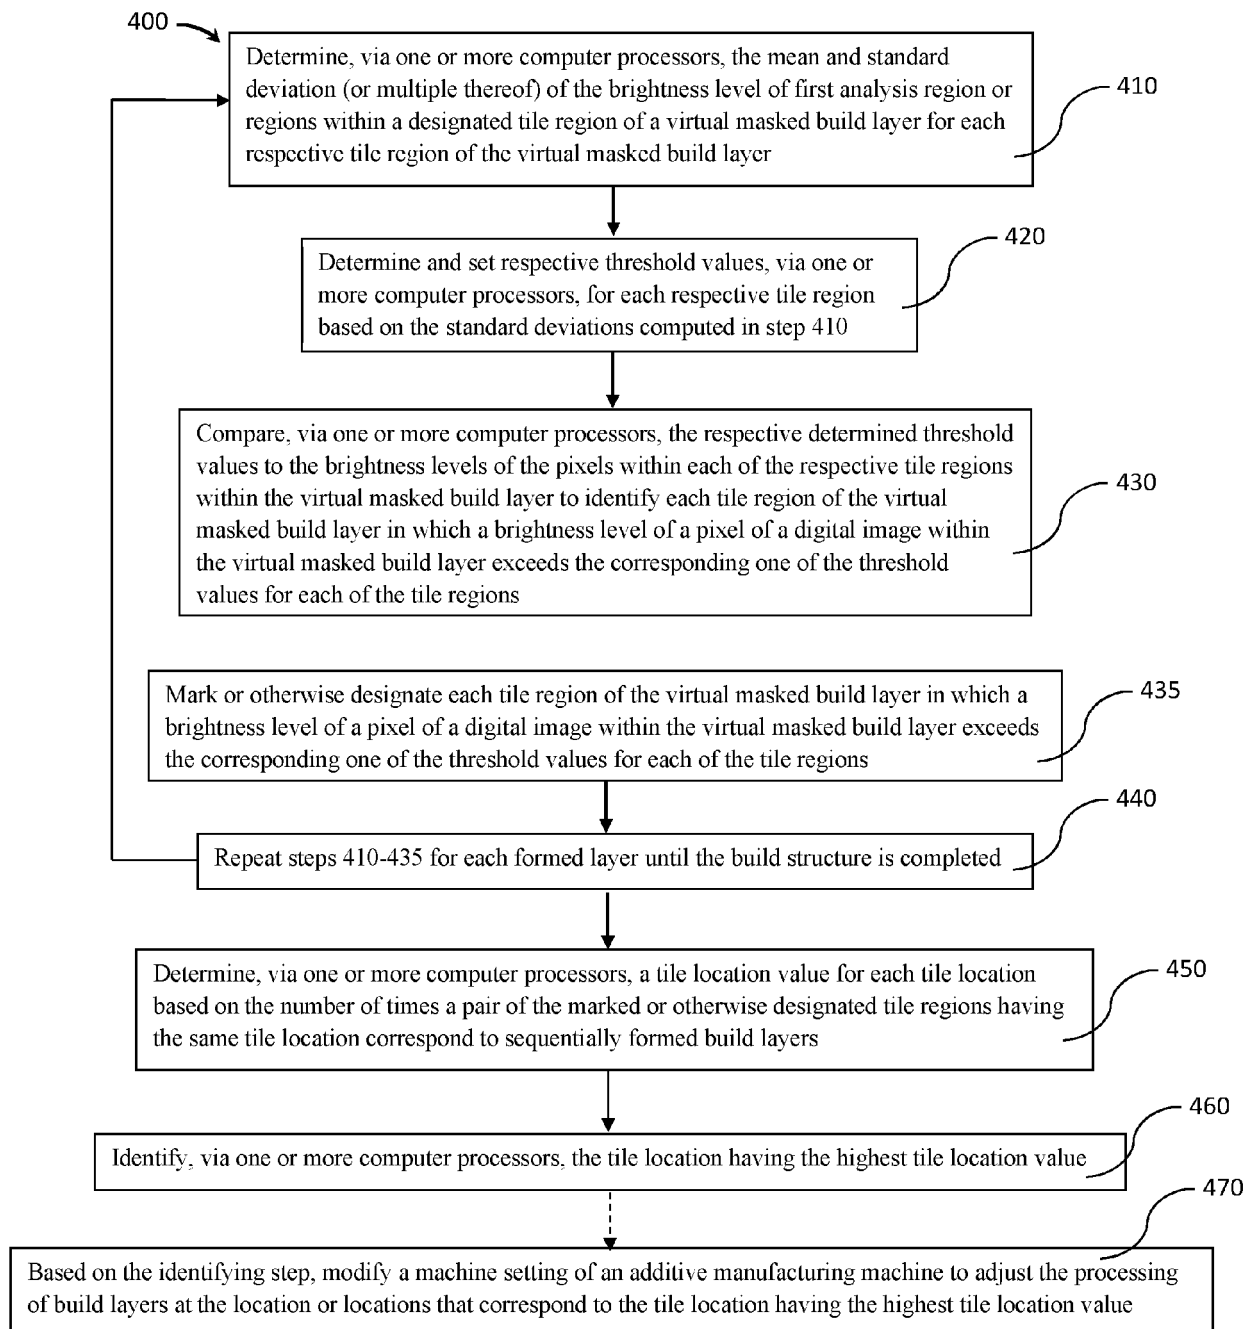 400
Determine, via one or more computer processors, the mean and standard
deviation (or multiple thereof) of the brightness level of first analysis region or
regions within a designated tile region of a virtual masked build layer for each
respective tile region of the virtual masked build layer
410
Determine and set respective threshold values, via one or
more computer processors, for each respective tile region
based on the standard deviations computed in step 410
420
Compare, via one or more computer processors, the respective determined threshold
values to the brightness levels of the pixels within each of the respective tile regions
within the virtual masked build layer to identify each tile region of the virtual
masked build layer in which a brightness level of a pixel of a digital image within
the virtual masked build layer exceeds the corresponding one of the threshold
values for each of the tile regions
430
Mark or otherwise designate each tile region of the virtual masked build layer in which a
brightness level of a pixel of a digital image within the virtual masked build layer exceeds
the corresponding one of the threshold values for each of the tile regions
435
Repeat steps 410-435 for each formed layer until the build structure is completed
440
Determine, via one or more computer processors, a tile location value for each tile location
based on the number of times a pair of the marked or otherwise designated tile regions having
the same tile location correspond to sequentially formed build layers
450
Identify, via one or more computer processors, the tile location having the highest tile location value
460
Based on the identifying step, modify a machine setting of an additive manufacturing machine to adjust the processing
of build layers at the location or locations that correspond to the tile location having the highest tile location value
470